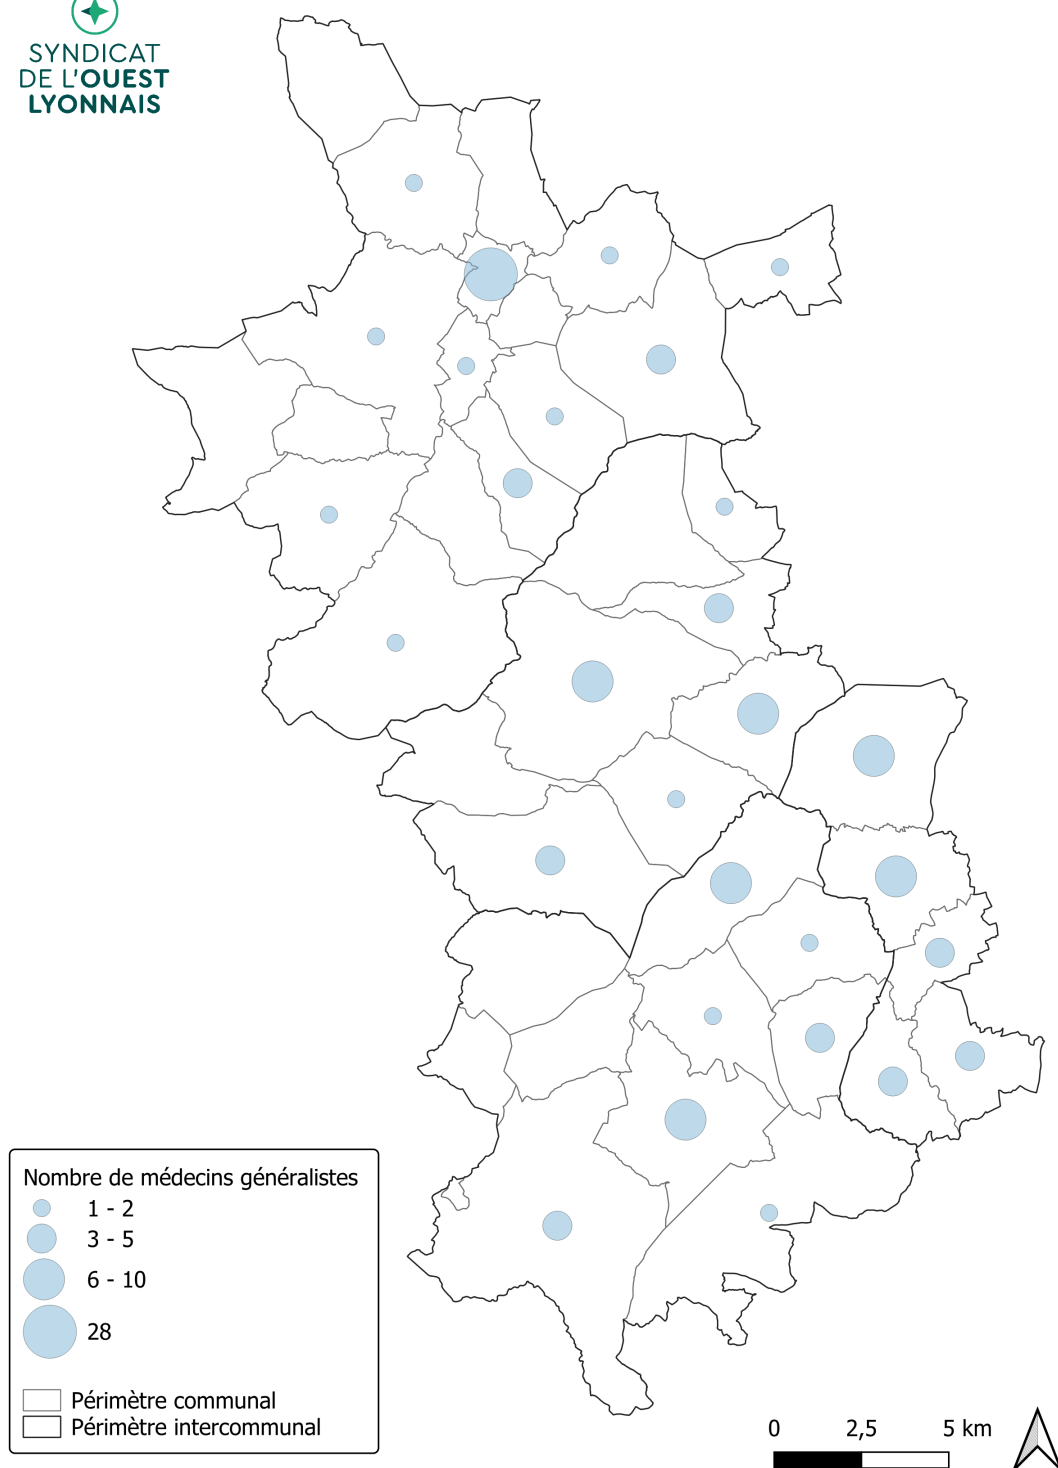 SYNDICAT
DE L'OUEST
LYONNAIS
Nombre de médecins généralistes
1 - 2
3 - 5
6 - 10
28
Périmètre communal
Périmètre intercommunal
0 2,5 5 km